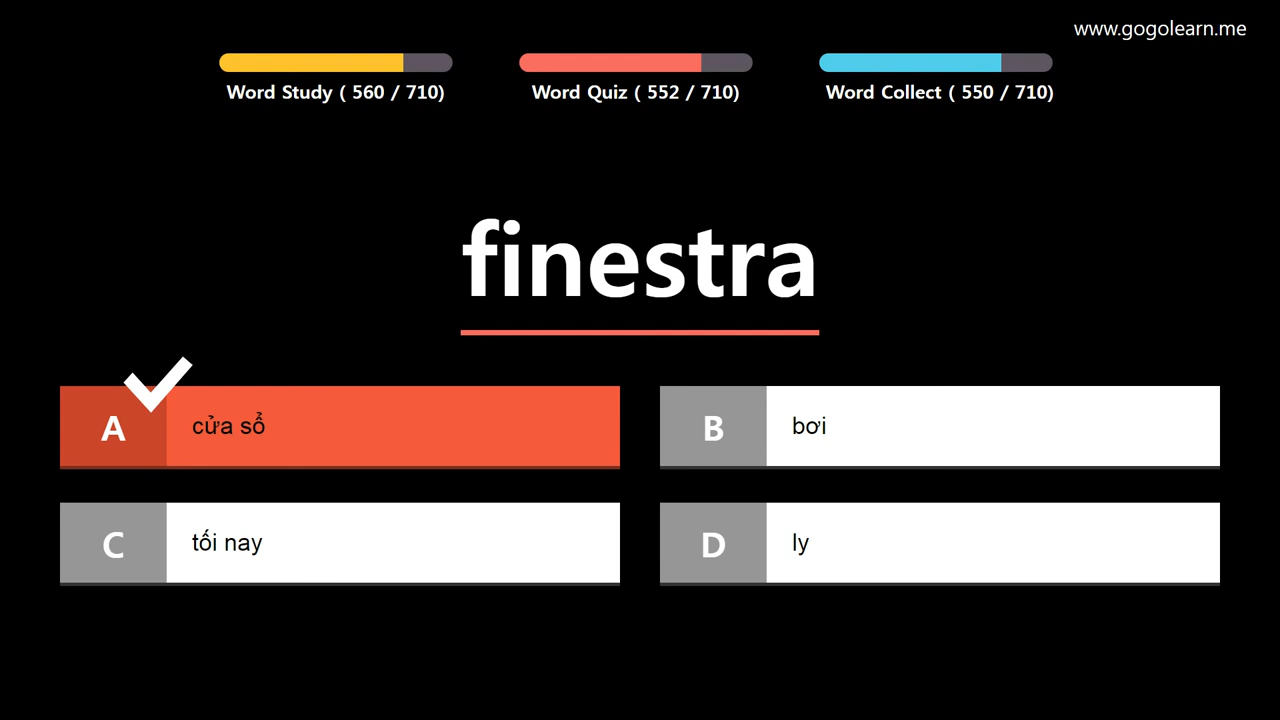 www.gogolearn.me
Word Study ( 560 / 710)
Word Quiz ( 552 / 710)
Word Collect ( 550 / 710)
finestra
A
cửa sổ
B
bơi
C
tối nay
D
ly